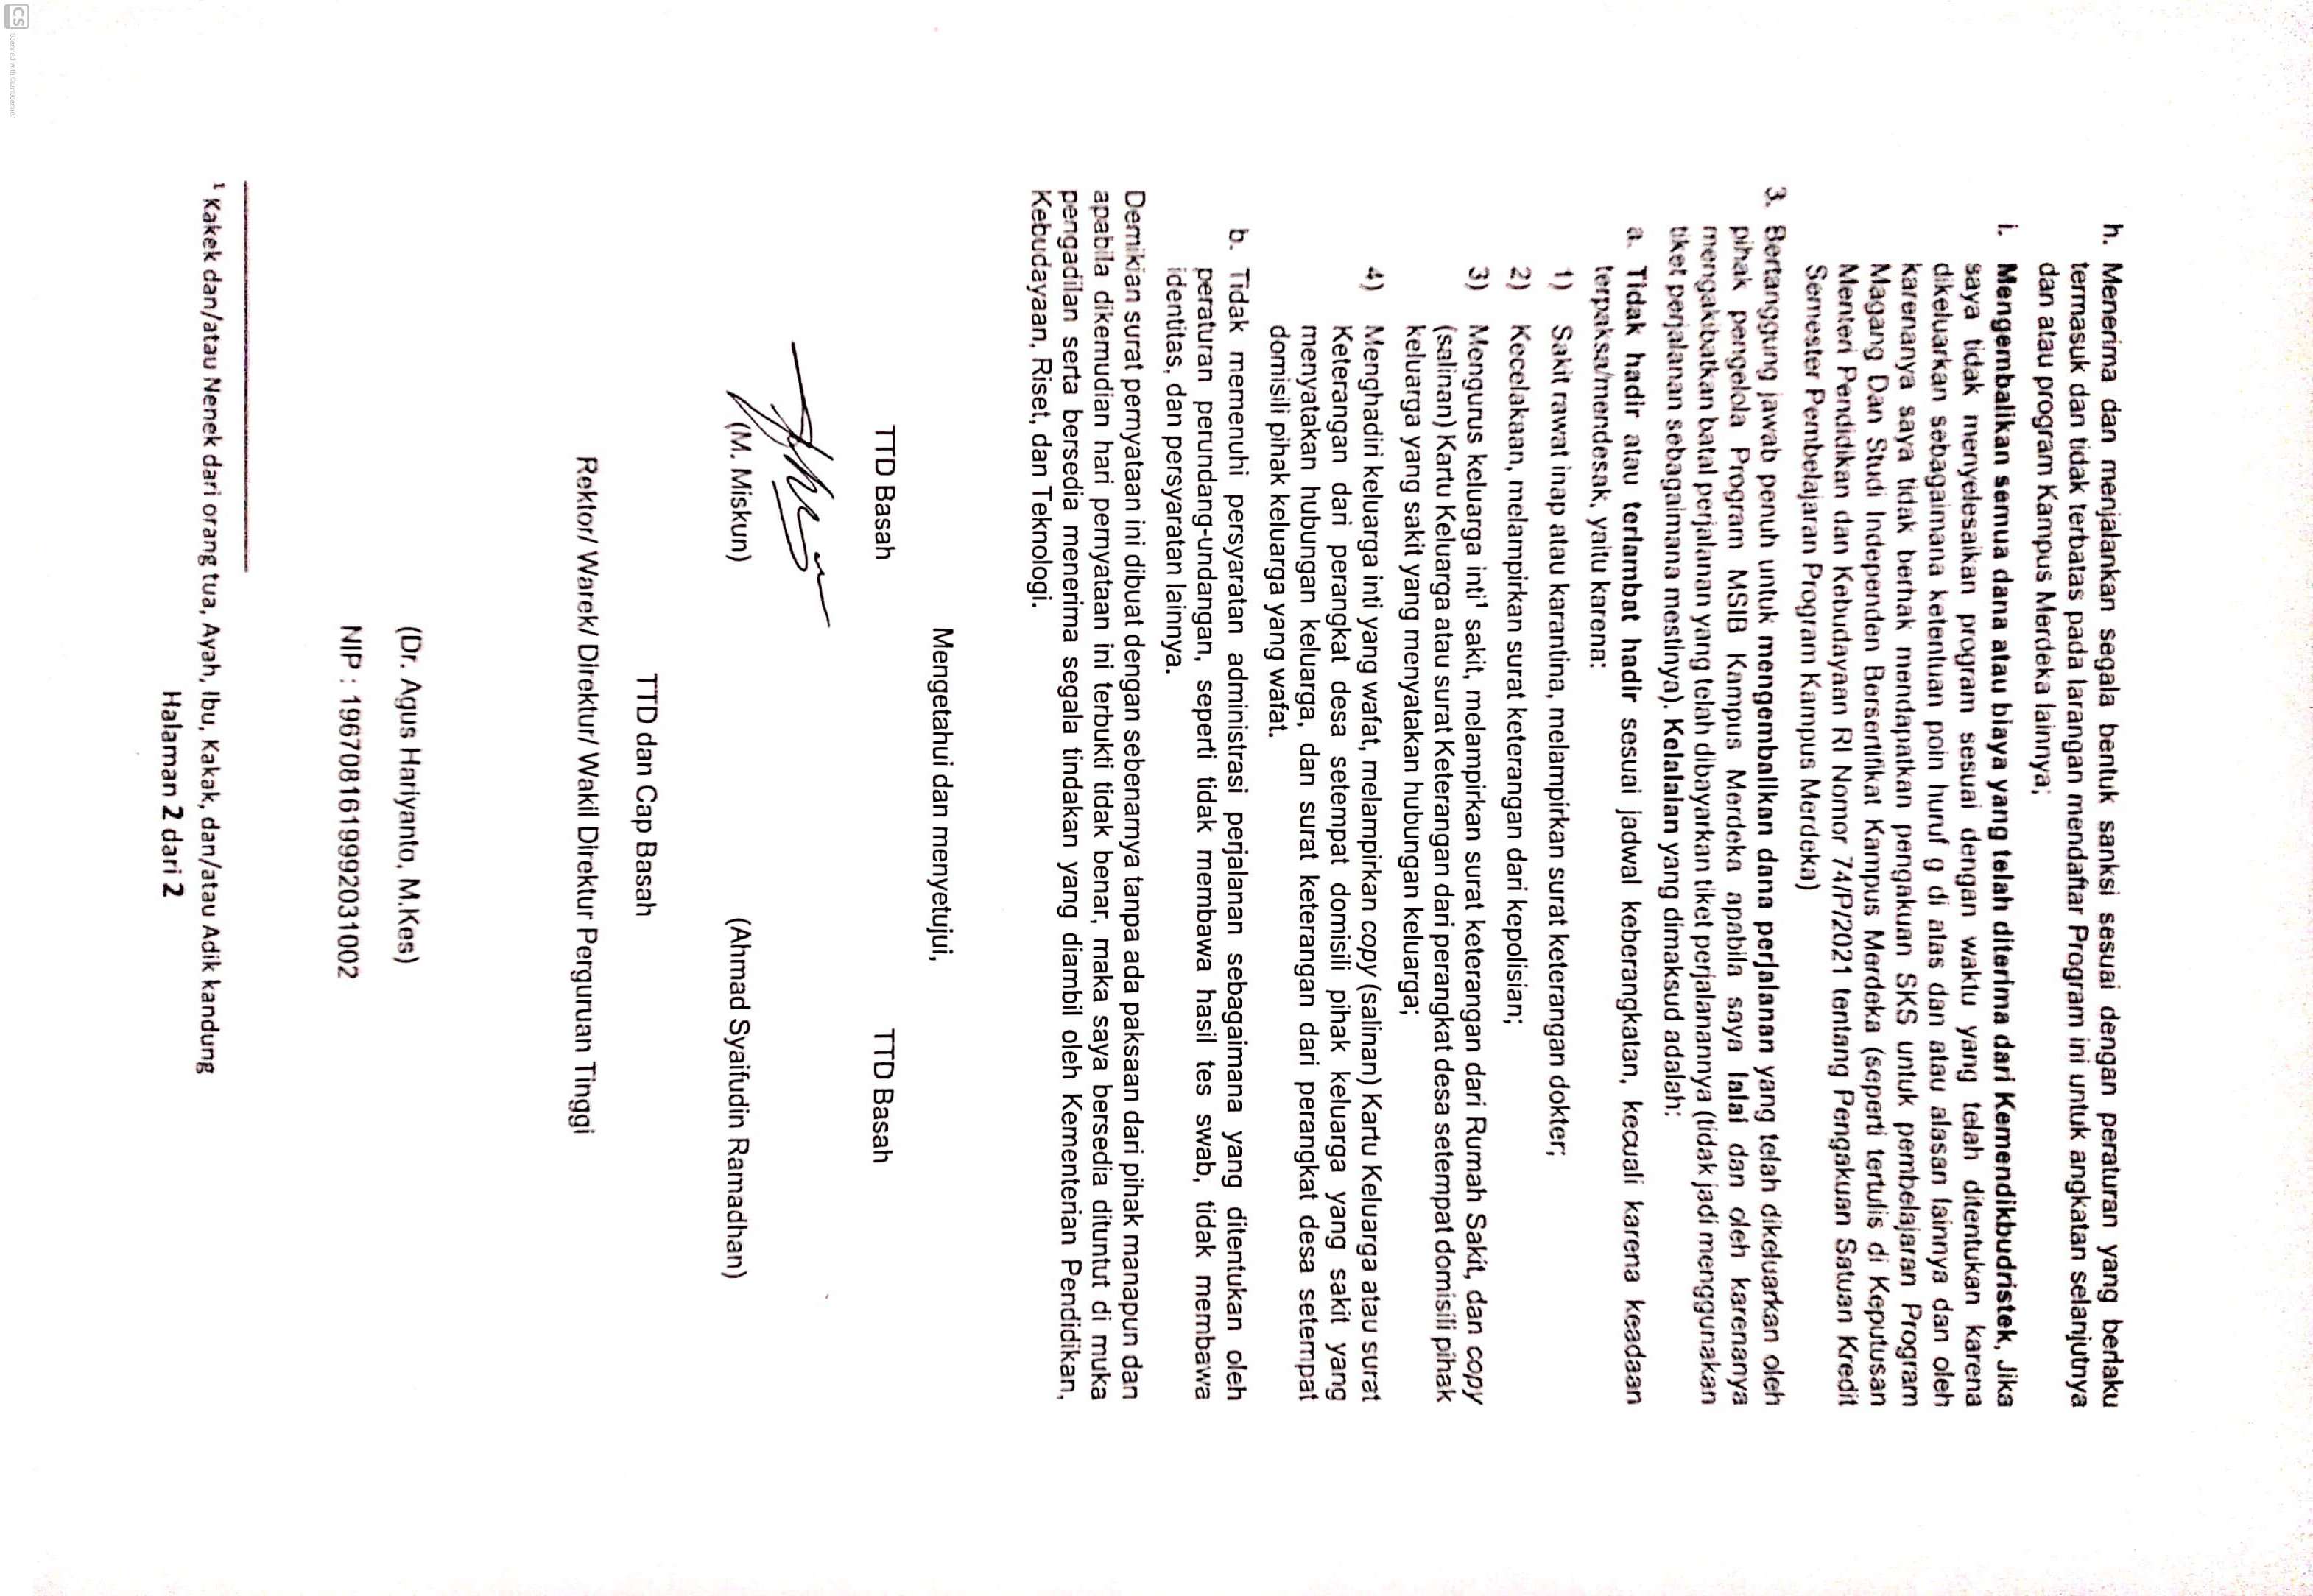 h. Menerima dan menjalankan segala bentuk sanksi sesuai dengan peraturan yang berlaku
termasuk dan tidak terbatas pada larangan mendaftar Program ini untuk angkatan selanjutnya
dan atau program Kampus Merdeka lainnya;
i. Mengembalikan semua dana atau biaya yang telah diterima dari Kemendikbudristek, Jika
saya tidak menyelesaikan program sesuai dengan waktu yang telah ditentukan karena
dikeluarkan sebagaimana ketentuan poin huruf g di atas dan atau alasan lainnya dan oleh
karenanya saya tidak berhak mendapatkan pengakuan SKS untuk pembelajaran Program
Magang Dan Studi Independen Bersertifikat Kampus Merdeka (seperti tertulis di Keputusan
Menteri Pendidikan dan Kebudayaan RI Nomor 74/P/2021 tentang Pengakuan Satuan Kredit
Semester Pembelajaran Program Kampus Merdeka)
3. Bertanggung jawab penuh untuk mengembalikan dana perjalanan yang telah dikeluarkan oleh
pihak pengelola Program MSIB Kampus Merdeka apabila saya lalai dan oleh karenanya
mengakibatkan batal perjalanan yang telah dibayarkan tiket perjalanannya (tidak jadi menggunakan
tiket perjalanan sebagaimana mestinya). Kelalaian yang dimaksud adalah:
a. Tidak hadir atau terlambat hadir sesuai jadwal keberangkatan, kecuali karena keadaan
terpaksa/mendesak, yaitu karena:
1) Sakit rawat inap atau karantina, melampirkan surat keterangan dokter;
2) Kecelakaan, melampirkan surat keterangan dari kepolisian;
3) Mengurus keluarga inti¹ sakit, melampirkan surat keterangan dari Rumah Sakit, dan copy
(salinan) Kartu Keluarga atau surat Keterangan dari perangkat desa setempat domisili pihak
keluarga yang sakit yang menyatakan hubungan keluarga;
4) Menghadiri keluarga inti yang wafat, melampirkan copy (salinan) Kartu Keluarga atau surat
Keterangan dari perangkat desa setempat domisili pihak keluarga yang sakit yang
menyatakan hubungan keluarga, dan surat keterangan dari perangkat desa setempat
domisili pihak keluarga yang wafat.
b. Tidak memenuhi persyaratan administrasi perjalanan sebagaimana yang ditentukan oleh
peraturan perundang-undangan, seperti tidak membawa hasil tes swab, tidak membawa
identitas, dan persyaratan lainnya.
Demikian surat pernyataan ini dibuat dengan sebenarnya tanpa ada paksaan dari pihak manapun dan
apabila dikemudian hari pernyataan ini terbukti tidak benar, maka saya bersedia dituntut di muka
pengadilan serta bersedia menerima segala tindakan yang diambil oleh Kementerian Pendidikan,
Kebudayaan, Riset, dan Teknologi.
Mengetahui dan menyetujui,
TTD Basah TTD Basah
(M. Miskun) (Ahmad Syaifudin Ramadhan)
TTD dan Cap Basah
Rektor/ Warek/ Direktur/ Wakil Direktur Perguruan Tinggi
(Dr. Agus Hariyanto, M.Kes)
NIP : 196708161999203 1002
¹ Kakek dan/atau Nenek dari orang tua, Ayah, Ibu, Kakak, dan/atau Adik kandung
Halaman 2 dari 2
CS Scanned with CamScanner